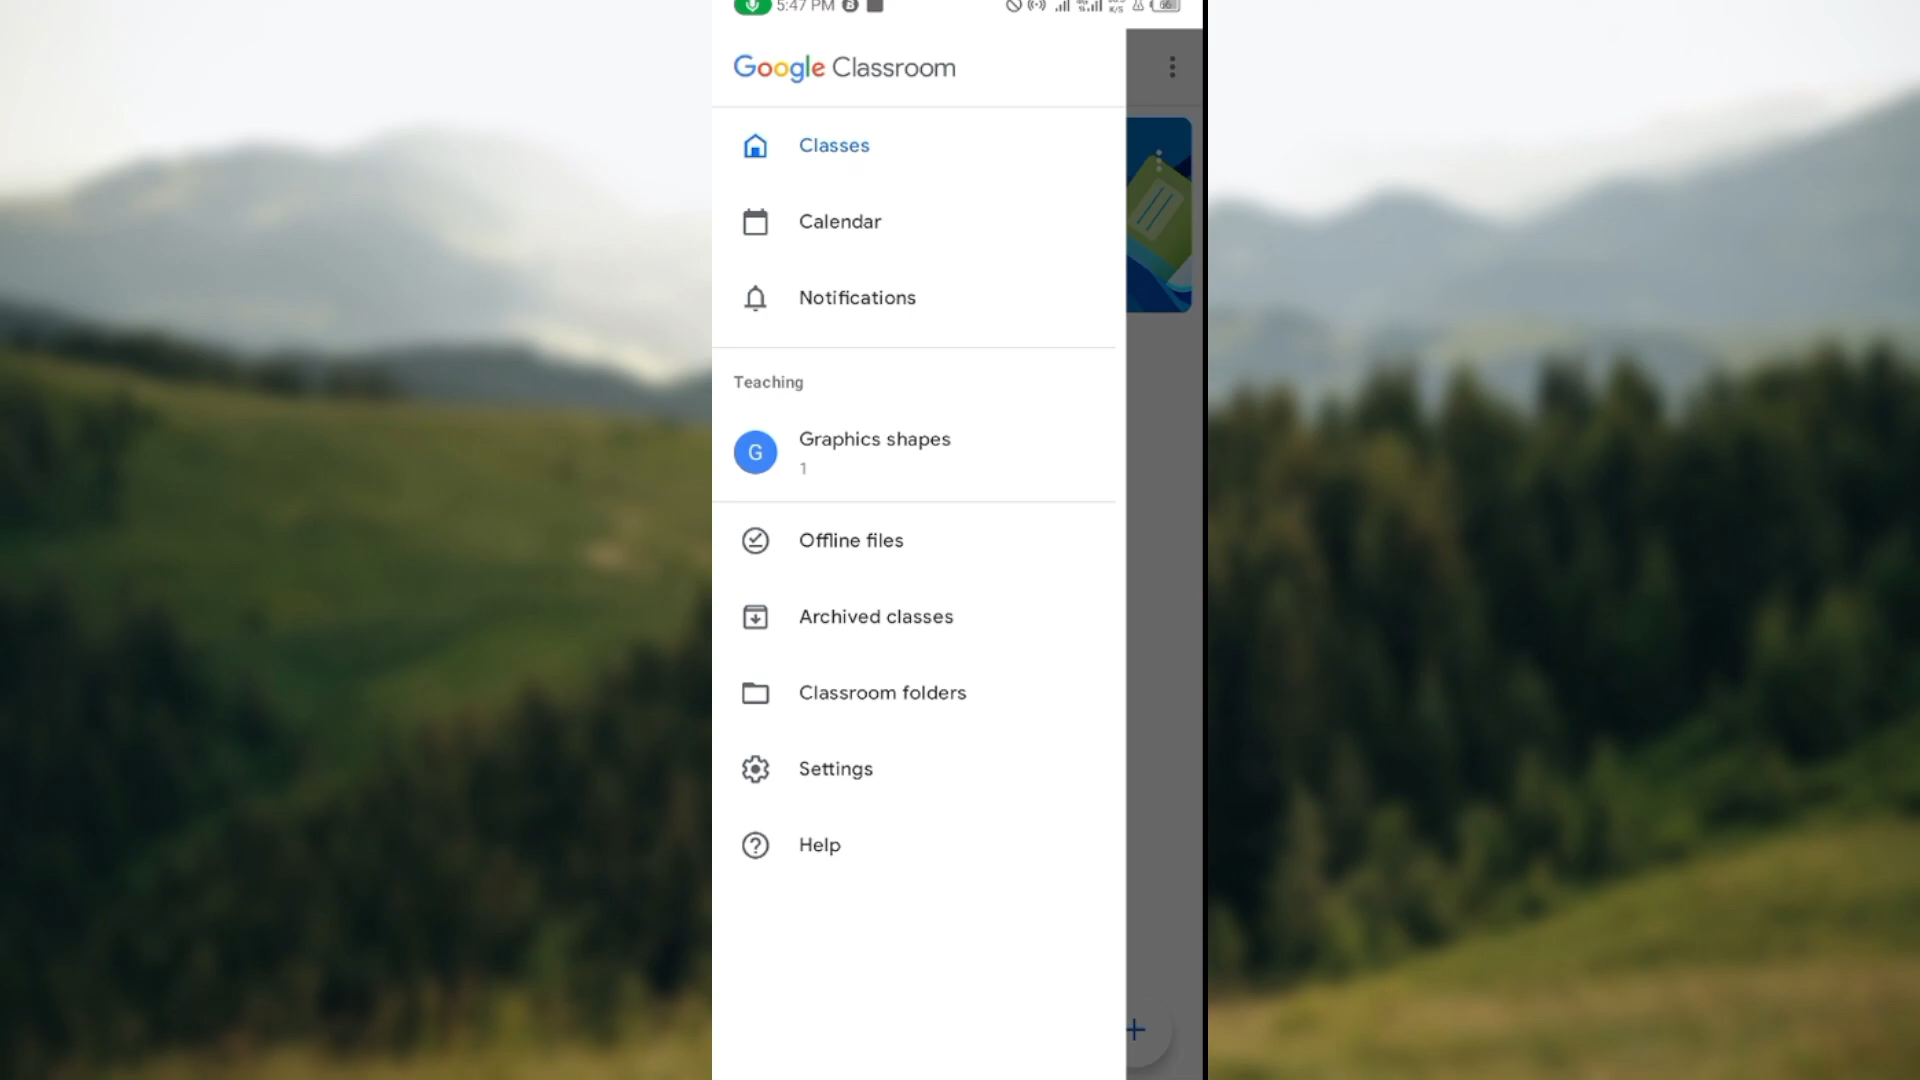 5:47 PM
Google Classroom
Classes
Calendar
Notifications
Teaching
G
Graphics shapes
1
Offline files
Archived classes
Classroom folders
Settings
Help